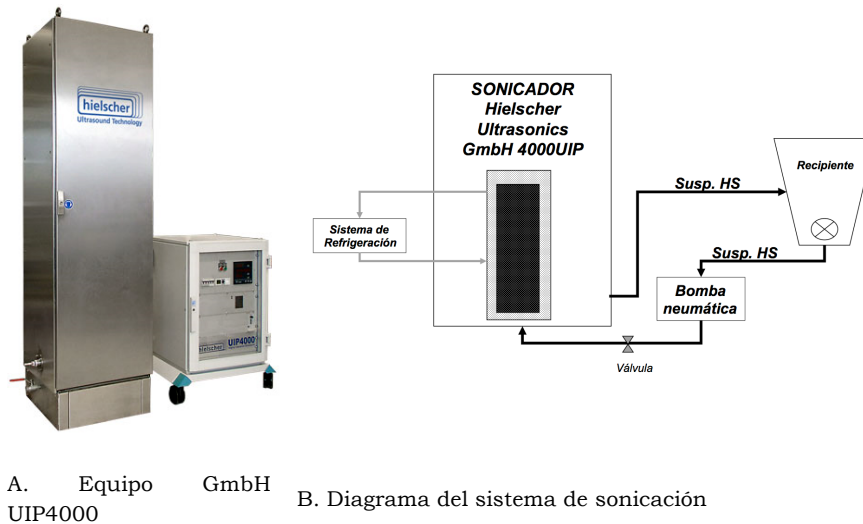 hielscher
Ultrasound Technology
hielscher
UIP4000
SONICADOR
Hielscher
Ultrasonics
GmbH 4000UIP
Sistema de
Refrigeración
Susp. HS
Recipiente
Susp. HS
Bomba
neumática
Válvula
A. Equipo GmbH
UIP4000
B. Diagrama del sistema de sonicación